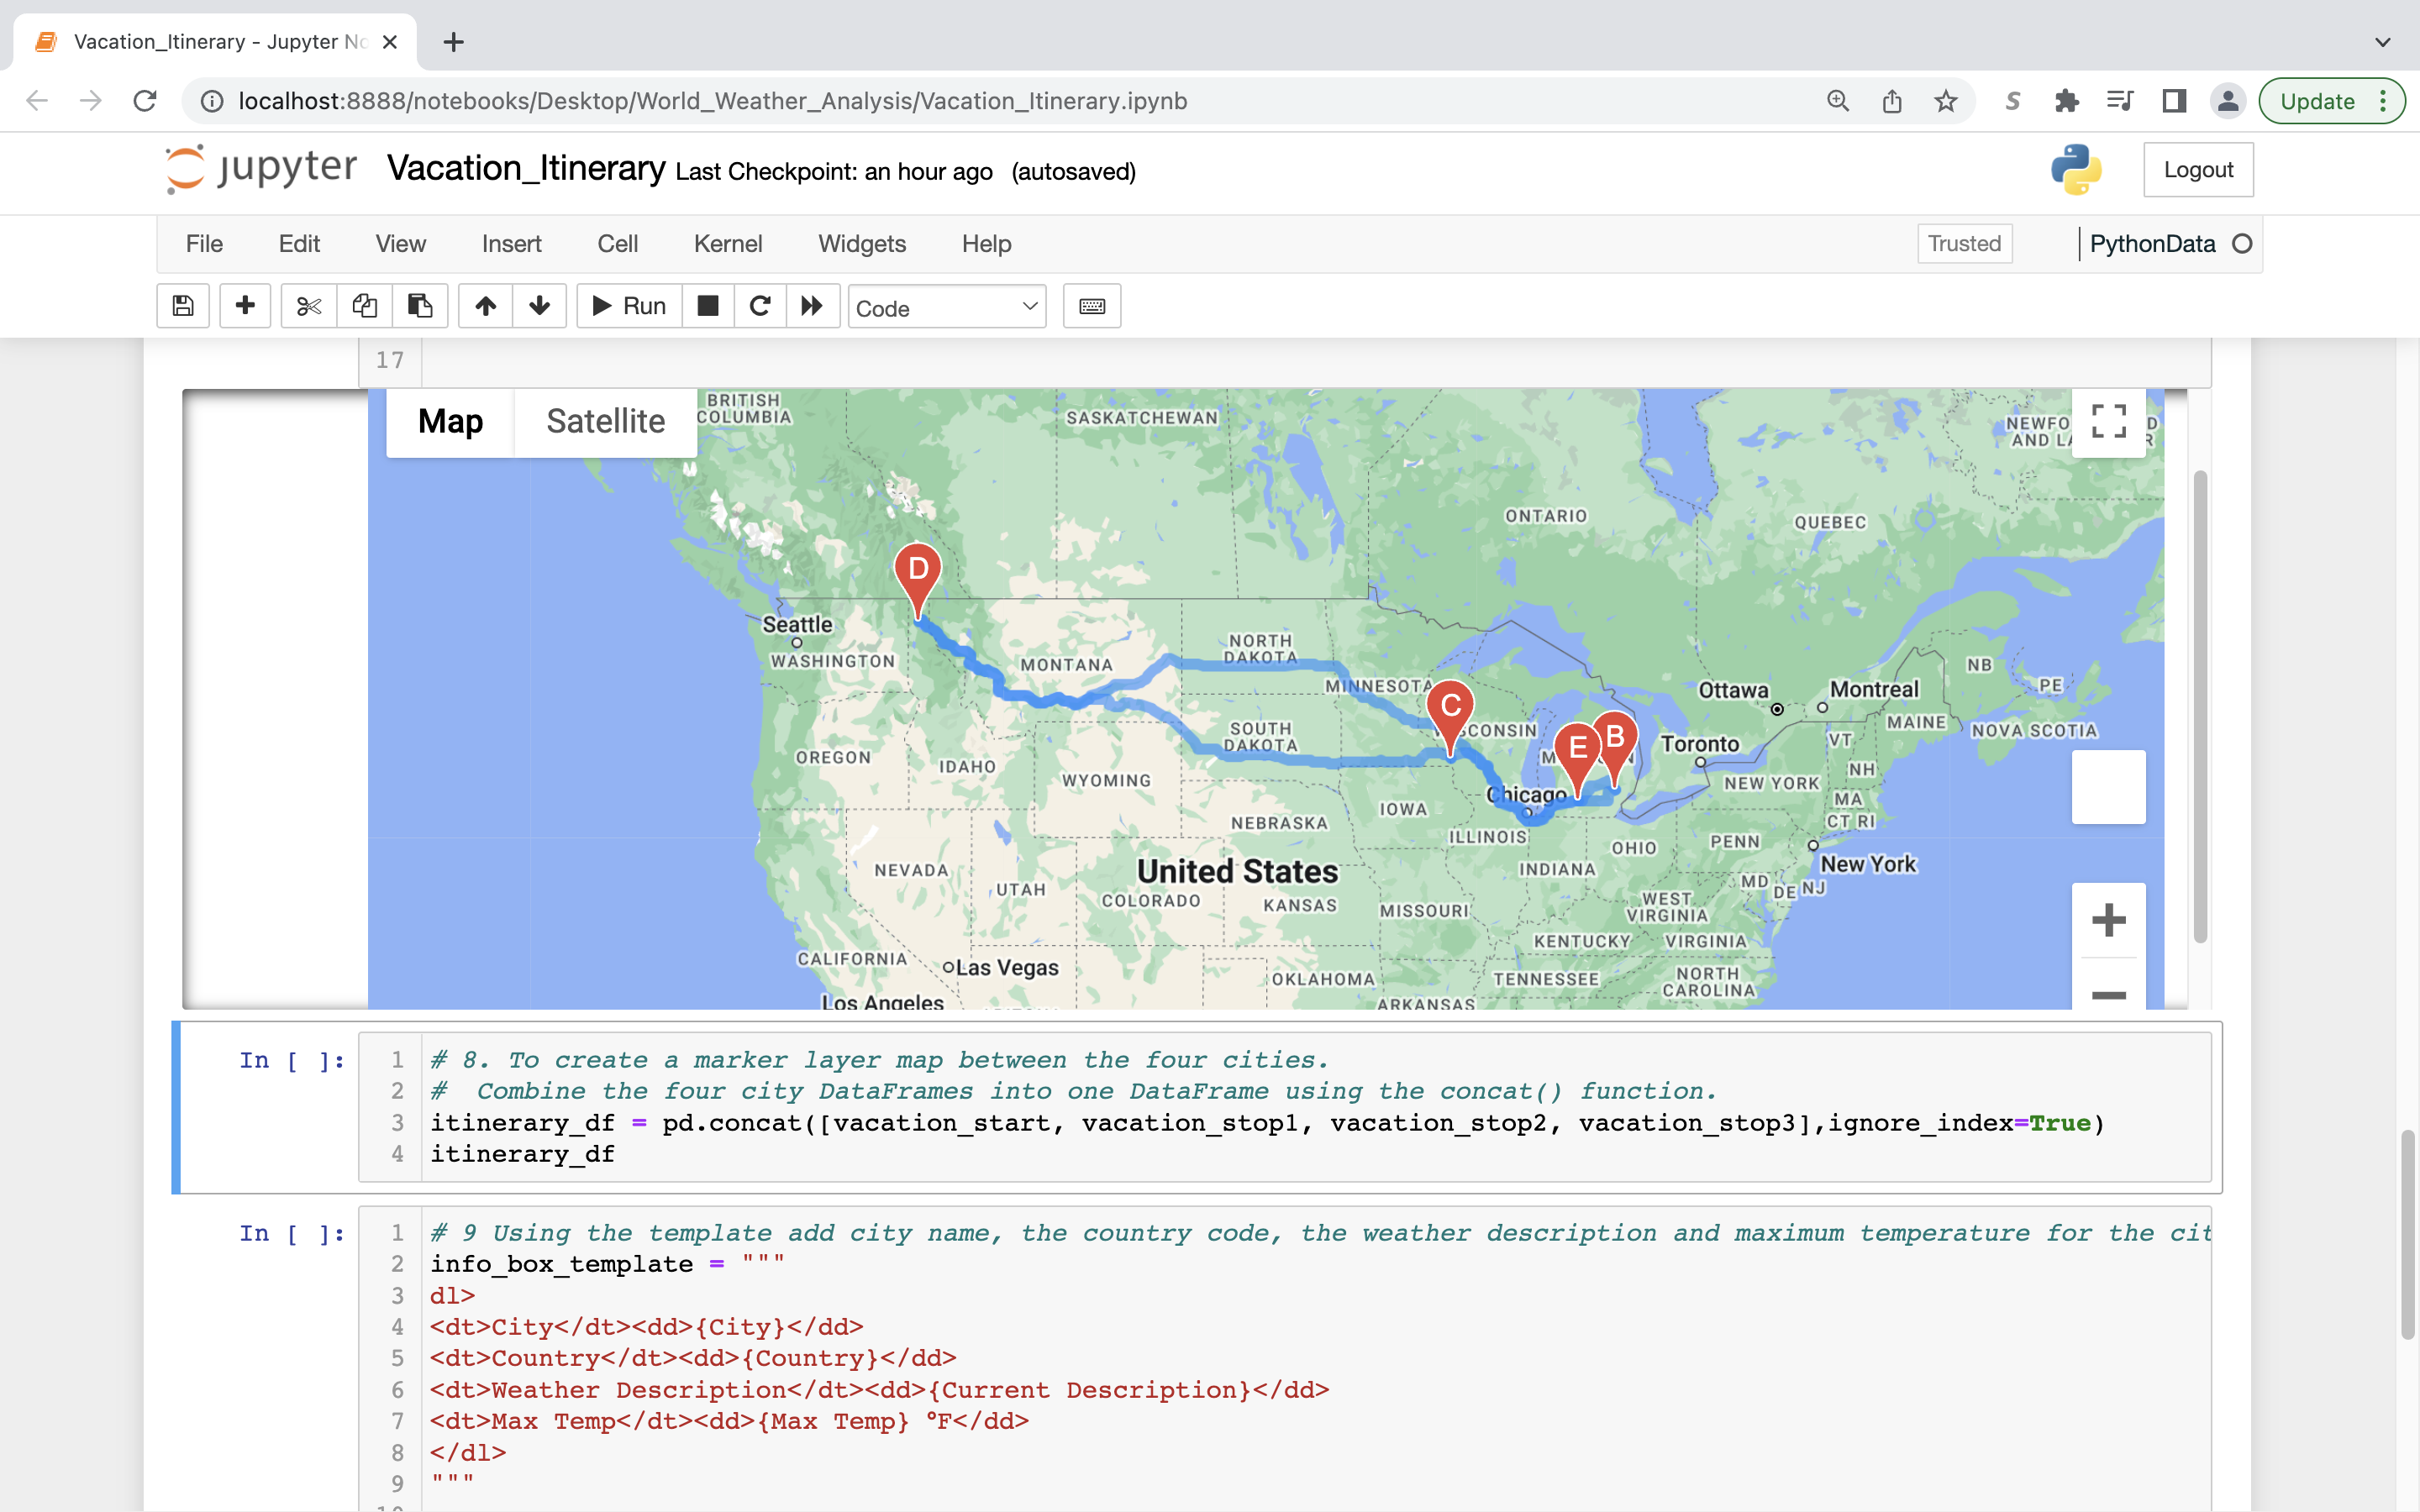 Vacation_Itinerary - Jupyter No
localhost:8888/notebooks/Desktop/World_Weather_Analysis/Vacation_Itinerary.ipynb
S
Update
jupyter Vacation_Itinerary Last Checkpoint: an hour ago (autosaved)
Logout
File Edit View Insert Cell Kernel Widgets Help
Trusted
PythonData
Run
Code
17
Map Satellite
BRITISH
COLUMBIA
SASKATCHEWAN
ONTARIO
QUEBEC
D
Seattle
WASHINGTON
MONTANA
NORTH
DAKOTA
MINNESOTA
C
SOUTH
DAKOTA
E
B
Ottawa
Montreal
NB
PE
MAINE
NOVA SCOTIA
Toronto
VT
NH
NEW YORK
MA
CT RI
OREGON
IDAHO
WYOMING
Chicago
IOWA
NEBRASKA
ILLINOIS
OHIO
PENN
INDIANA
New York
NEVADA
UTAH
United States
COLORADO
KANSAS
MISSOURI
MD
DE
NJ
WEST
VIRGINIA
KENTUCKY
VIRGINIA
CALIFORNIA
Las Vegas
OKLAHOMA
TENNESSEE
NORTH
CAROLINA
Los Angeles
ARKANSAS
In [ ]:
1 # 8. To create a marker layer map between the four cities.
2 #  Combine the four city DataFrames into one DataFrame using the concat() function.
3 itinerary_df = pd.concat([vacation_start, vacation_stop1, vacation_stop2, vacation_stop3],ignore_index=True)
4 itinerary_df
In [ ]:
1 # 9 Using the template add city name, the country code, the weather description and maximum temperature for the cit
2 info_box_template = """
3 dl>
4 <dt>City</dt><dd>{City}</dd>
5 <dt>Country</dt><dd>{Country}</dd>
6 <dt>Weather Description</dt><dd>{Current Description}</dd>
7 <dt>Max Temp</dt><dd>{Max Temp} °F</dd>
8 </dl>
9 """